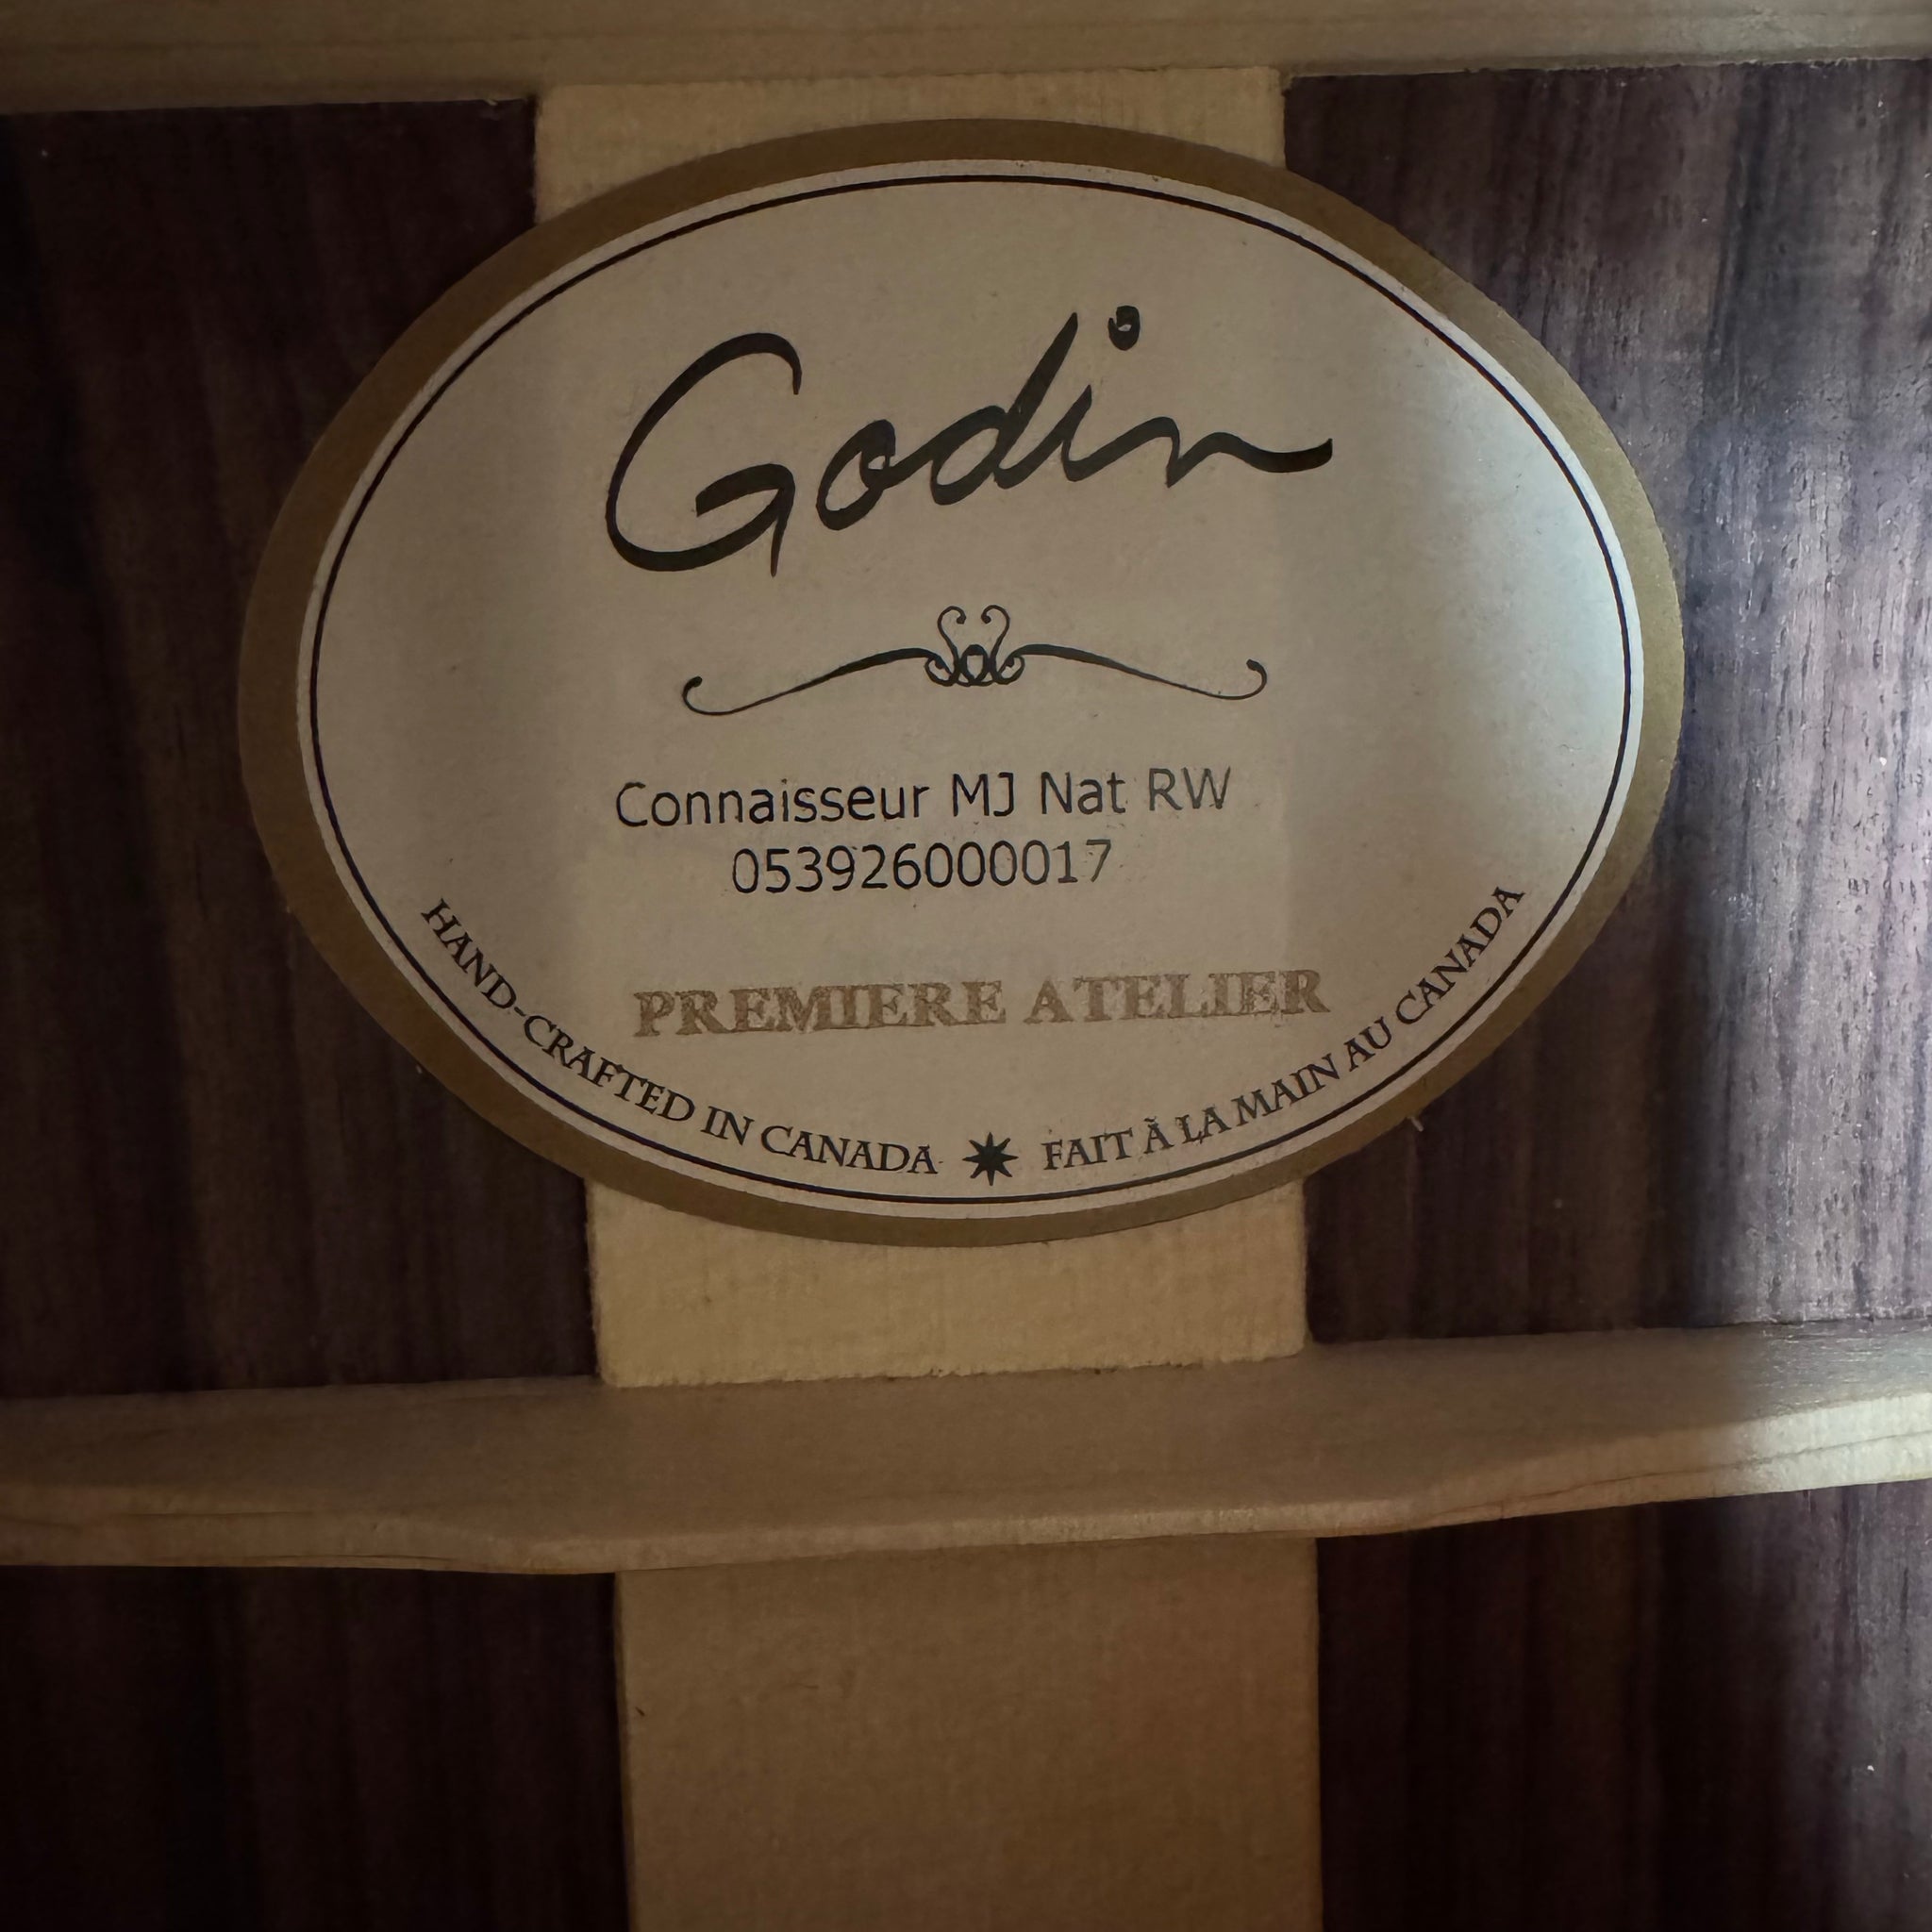 Godin
Connaisseur MJ Nat RW
053926000017
PREMIERE ATELIER
HAND-CRAFTED IN CANADA ✷ FAIT À LA MAIN AU CANADA